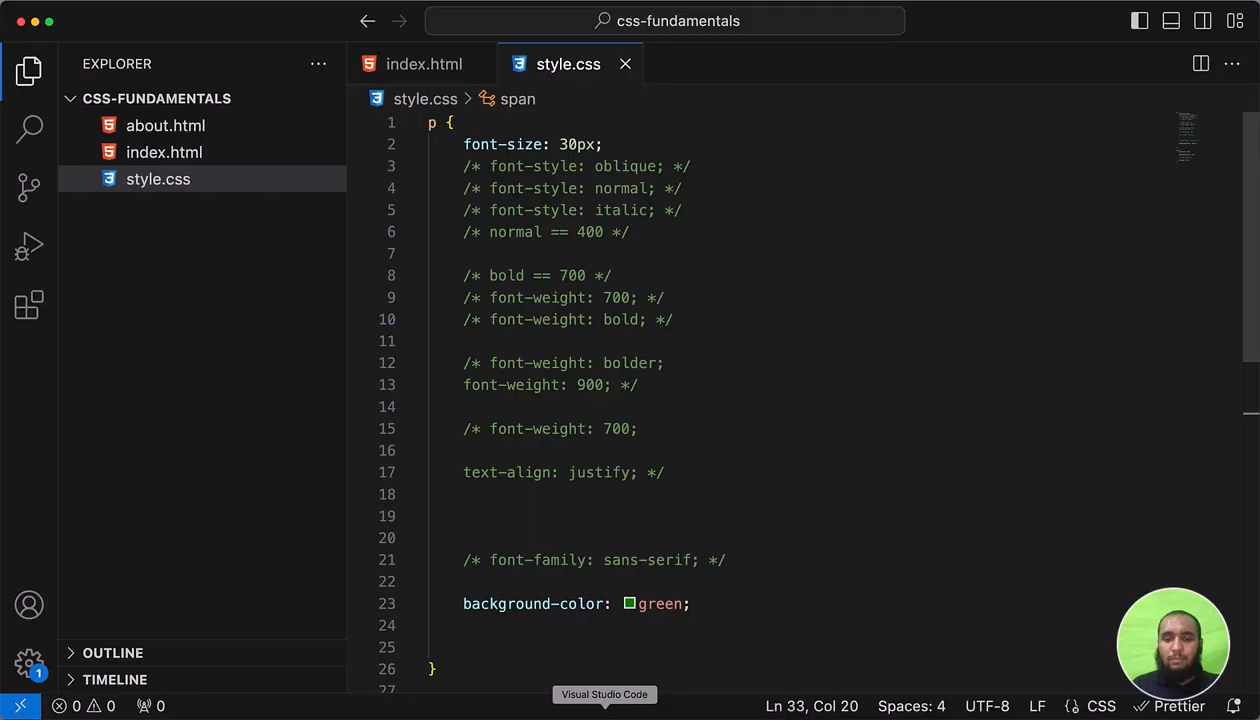 css-fundamentals
EXPLORER
CSS-FUNDAMENTALS
about.html
index.html
style.css
OUTLINE
TIMELINE
1
index.html
style.css
style.css > span
1 p {
2 font-size: 30px;
3 /* font-style: oblique; */
4 /* font-style: normal; */
5 /* font-style: italic; */
6 /* normal == 400 */
7
8 /* bold == 700 */
9 /* font-weight: 700; */
10 /* font-weight: bold; */
11
12 /* font-weight: bolder;
13 font-weight: 900; */
14
15 /* font-weight: 700;
16
17 text-align: justify; */
18
19
20
21 /* font-family: sans-serif; */
22
23 background-color: green;
24
25
26 }
27
Visual Studio Code
0 0 0 Ln 33, Col 20 Spaces: 4 UTF-8 LF {} CSS Prettier